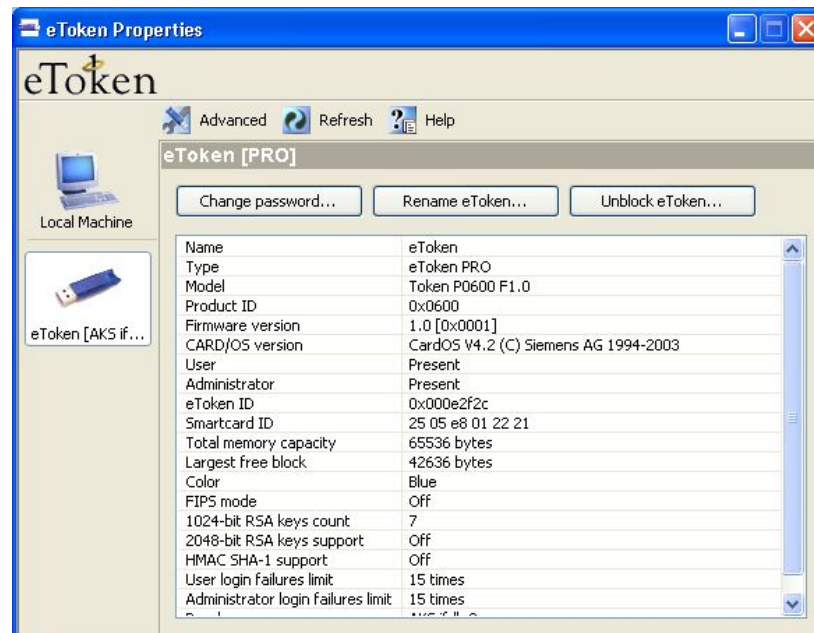 eToken Properties
eToken
Advanced Refresh Help
eToken [PRO]
Local Machine
eToken [AKS if...
Change password... Rename eToken... Unblock eToken...
Name eToken
Type eToken PRO
Model Token P0600 F1.0
Product ID 0x0600
Firmware version 1.0 [0x0001]
CARD/OS version CardOS V4.2 (C) Siemens AG 1994-2003
User Present
Administrator Present
eToken ID 0x000e2f2c
Smartcard ID 25 05 e8 01 22 21
Total memory capacity 65536 bytes
Largest free block 42636 bytes
Color Blue
FIPS mode Off
1024-bit RSA keys count 7
2048-bit RSA keys support Off
HMAC SHA-1 support Off
User login failures limit 15 times
Administrator login failures limit 15 times